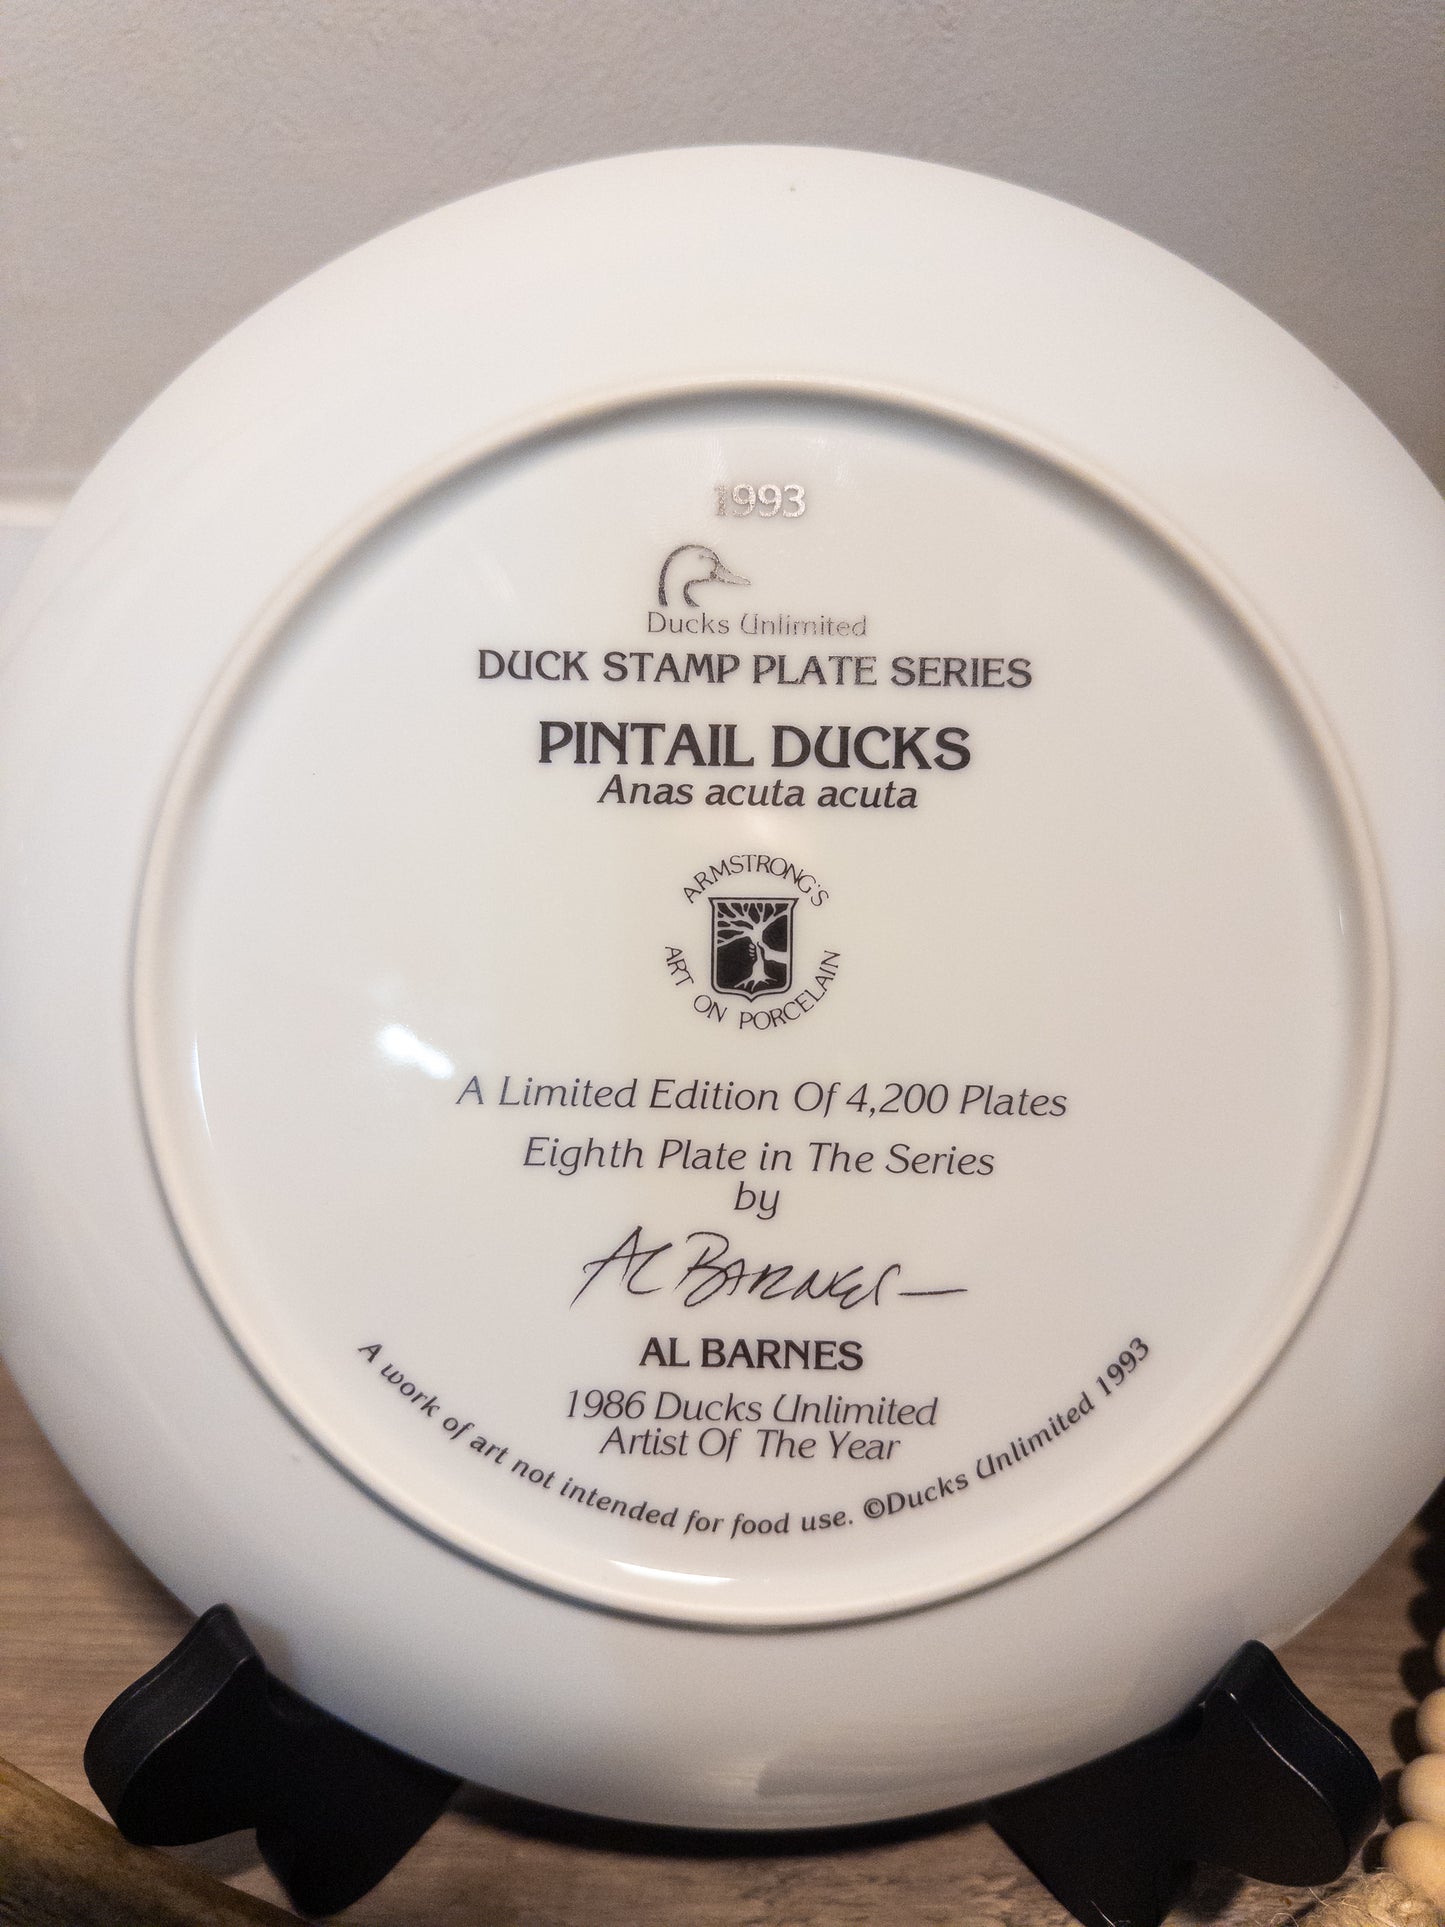 1993
Ducks Unlimited
DUCK STAMP PLATE SERIES
PINTAIL DUCKS
Anas acuta acuta
ARMSTRONG'S
ART ON PORCELAIN
A Limited Edition Of 4,200 Plates
Eighth Plate in The Series
by
AL BARNES
AL BARNES
1986 Ducks Unlimited
Artist Of The Year
A work of art not intended for food use. ©Ducks Unlimited 1993